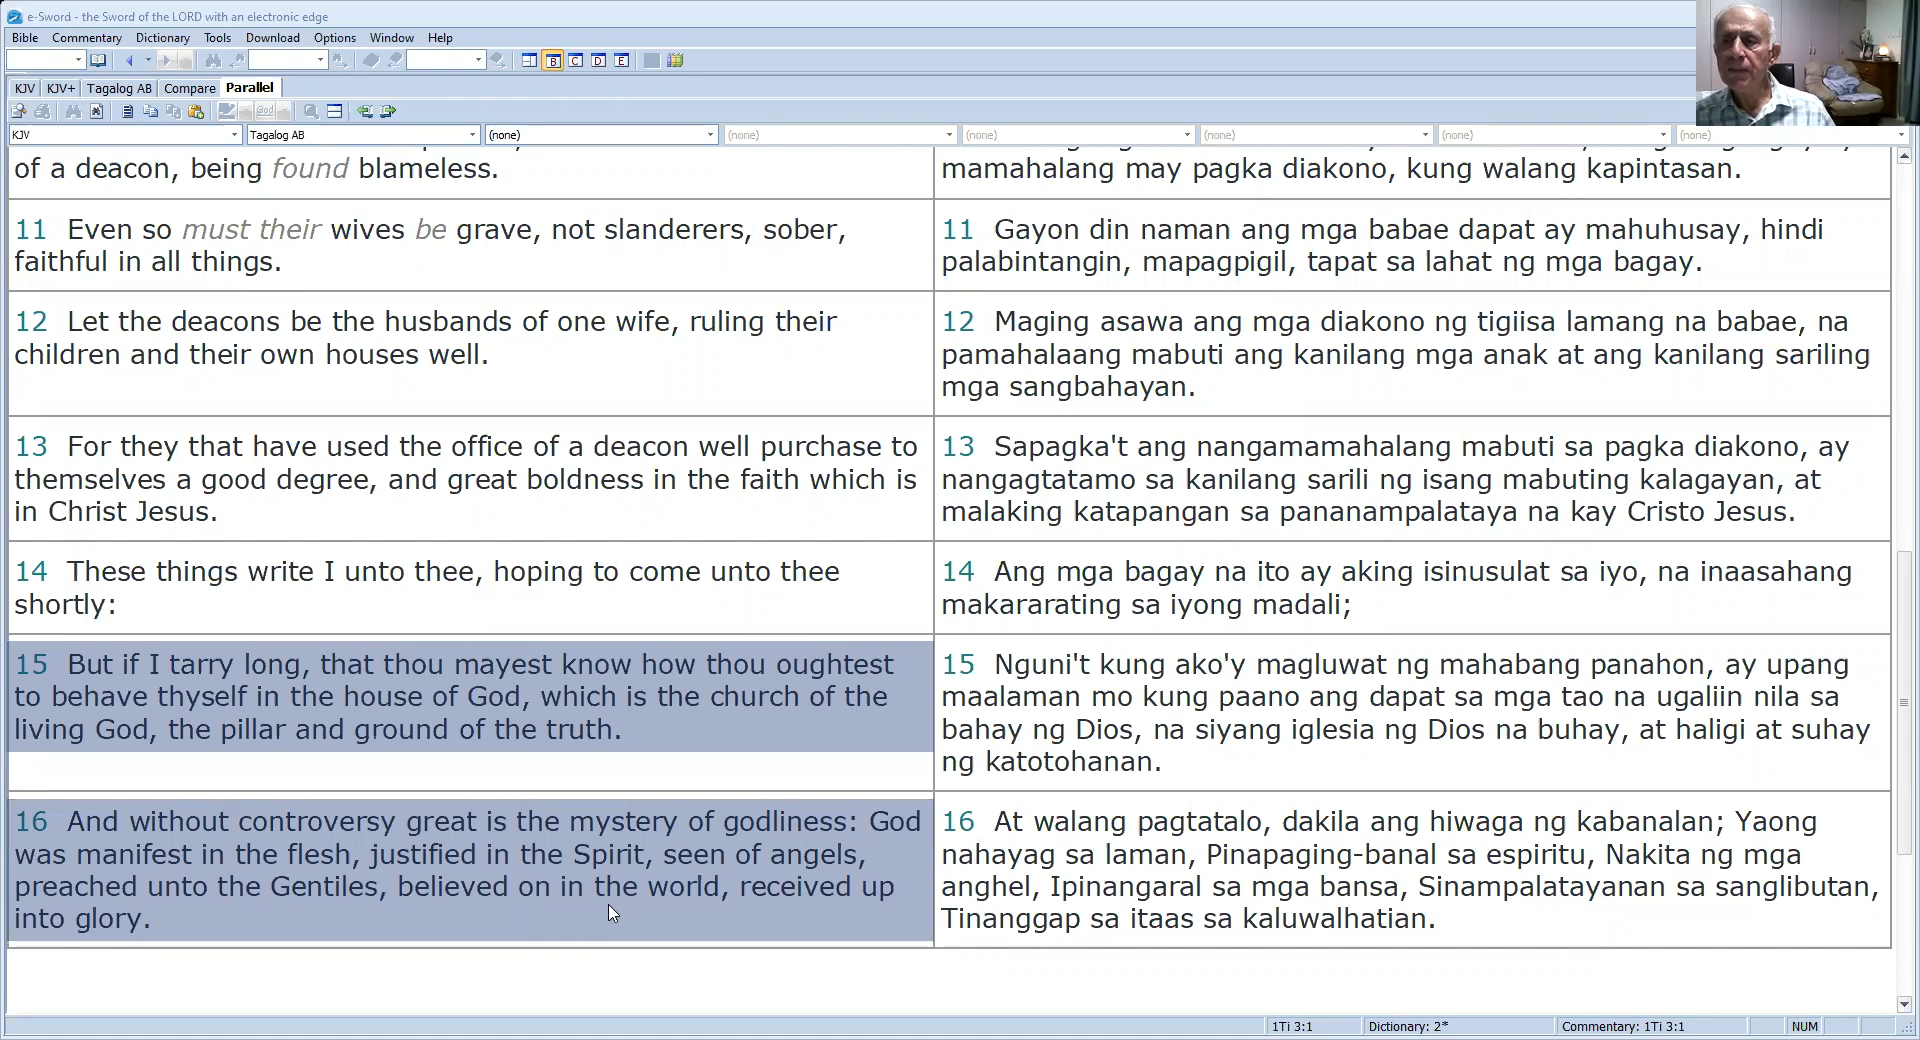 e-Sword - the Sword of the LORD with an electronic edge
Bible Commentary Dictionary Tools Download Options Window Help
B C D E
KJV KJV+ Tagalog AB Compare Parallel
God
KJV Tagalog AB (none) (none) (none) (none) (none) (none)
of a deacon, being found blameless.
11 Even so must their wives be grave, not slanderers, sober,
faithful in all things.
12 Let the deacons be the husbands of one wife, ruling their
children and their own houses well.
13 For they that have used the office of a deacon well purchase to
themselves a good degree, and great boldness in the faith which is
in Christ Jesus.
14 These things write I unto thee, hoping to come unto thee
shortly:
15 But if I tarry long, that thou mayest know how thou oughtest
to behave thyself in the house of God, which is the church of the
living God, the pillar and ground of the truth.
16 And without controversy great is the mystery of godliness: God
was manifest in the flesh, justified in the Spirit, seen of angels,
preached unto the Gentiles, believed on in the world, received up
into glory.
mamahalang may pagka diakono, kung walang kapintasan.
11 Gayon din naman ang mga babae dapat ay mahuhusay, hindi
palabintangin, mapagpigil, tapat sa lahat ng mga bagay.
12 Maging asawa ang mga diakono ng tigiisa lamang na babae, na
pamahalaang mabuti ang kanilang mga anak at ang kanilang sariling
mga sangbahayan.
13 Sapagka't ang nangamamahalang mabuti sa pagka diakono, ay
nangagtatamo sa kanilang sarili ng isang mabuting kalagayan, at
malaking katapangan sa pananampalataya na kay Cristo Jesus.
14 Ang mga bagay na ito ay aking isinusulat sa iyo, na inaasahang
makararating sa iyong madali;
15 Nguni't kung ako'y magluwat ng mahabang panahon, ay upang
maalaman mo kung paano ang dapat sa mga tao na ugaliin nila sa
bahay ng Dios, na siyang iglesia ng Dios na buhay, at haligi at suhay
ng katotohanan.
16 At walang pagtatalo, dakila ang hiwaga ng kabanalan; Yaong
nahayag sa laman, Pinapaging-banal sa espiritu, Nakita ng mga
anghel, Ipinangaral sa mga bansa, Sinampalatayanan sa sanglibutan,
Tinanggap sa itaas sa kaluwalhatian.
1Ti 3:1 Dictionary: 2* Commentary: 1Ti 3:1 NUM